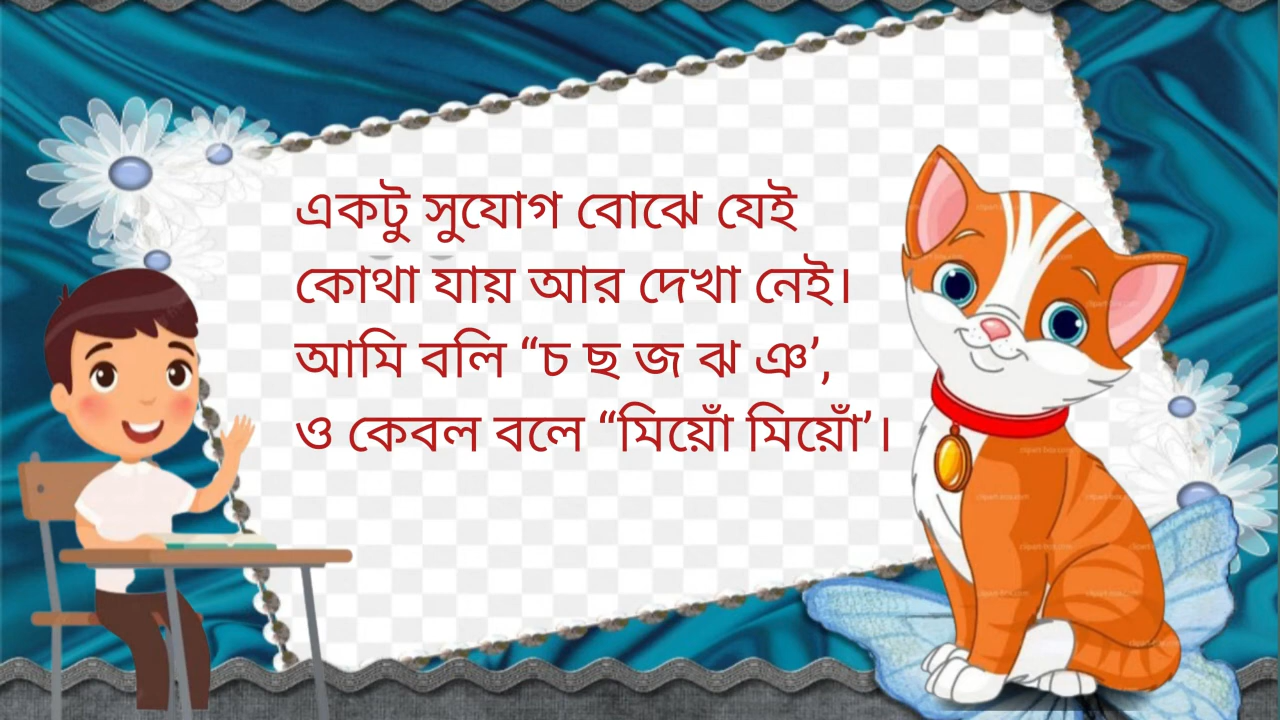 একটু সুযোগ বোঝে যেই
কোথা যায় আর দেখা নেই।
আমি বলি “চ ছ জ ঝ ঞ’,
ও কেবল বলে “মিয়োঁ মিয়োঁ’।